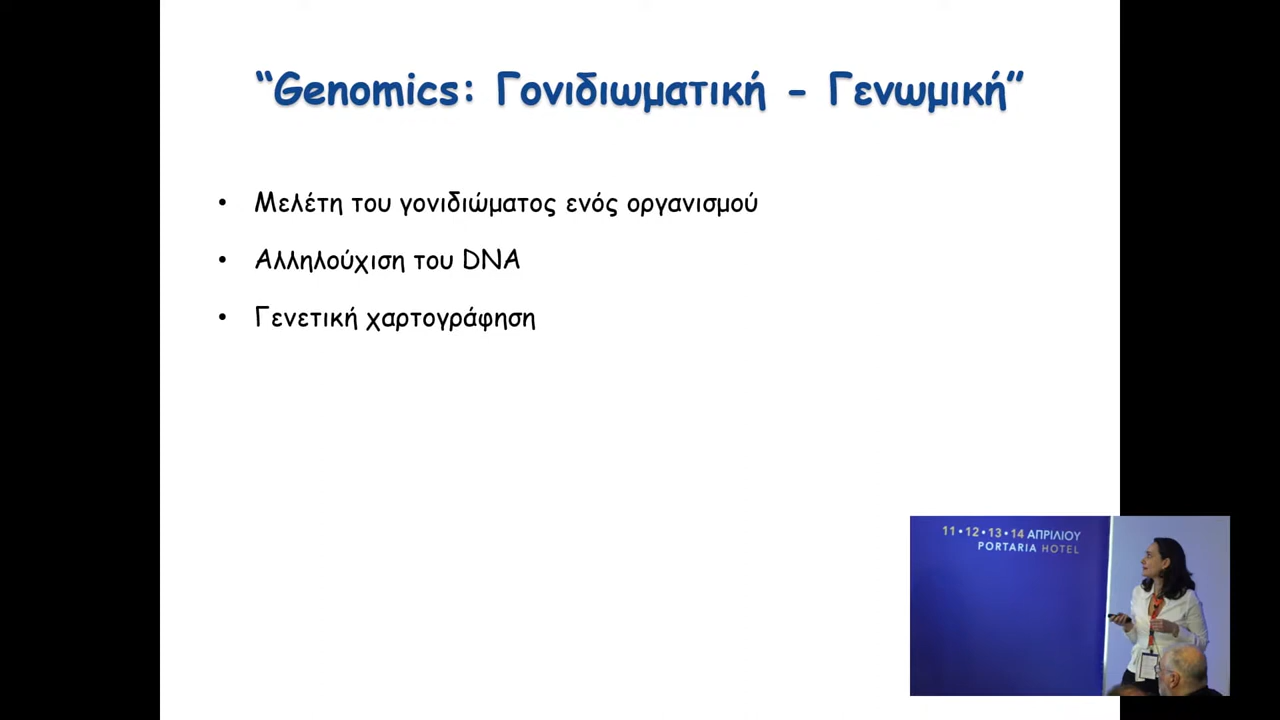 “Genomics: Γονιδιωματική - Γενωμική”
• Μελέτη του γονιδιώματος ενός οργανισμού
• Αλληλούχιση του DNA
• Γενετική χαρτογράφηση
11•12•13•14 ΑΠΡΙΛΙΟΥ
PORTARIA HOTEL